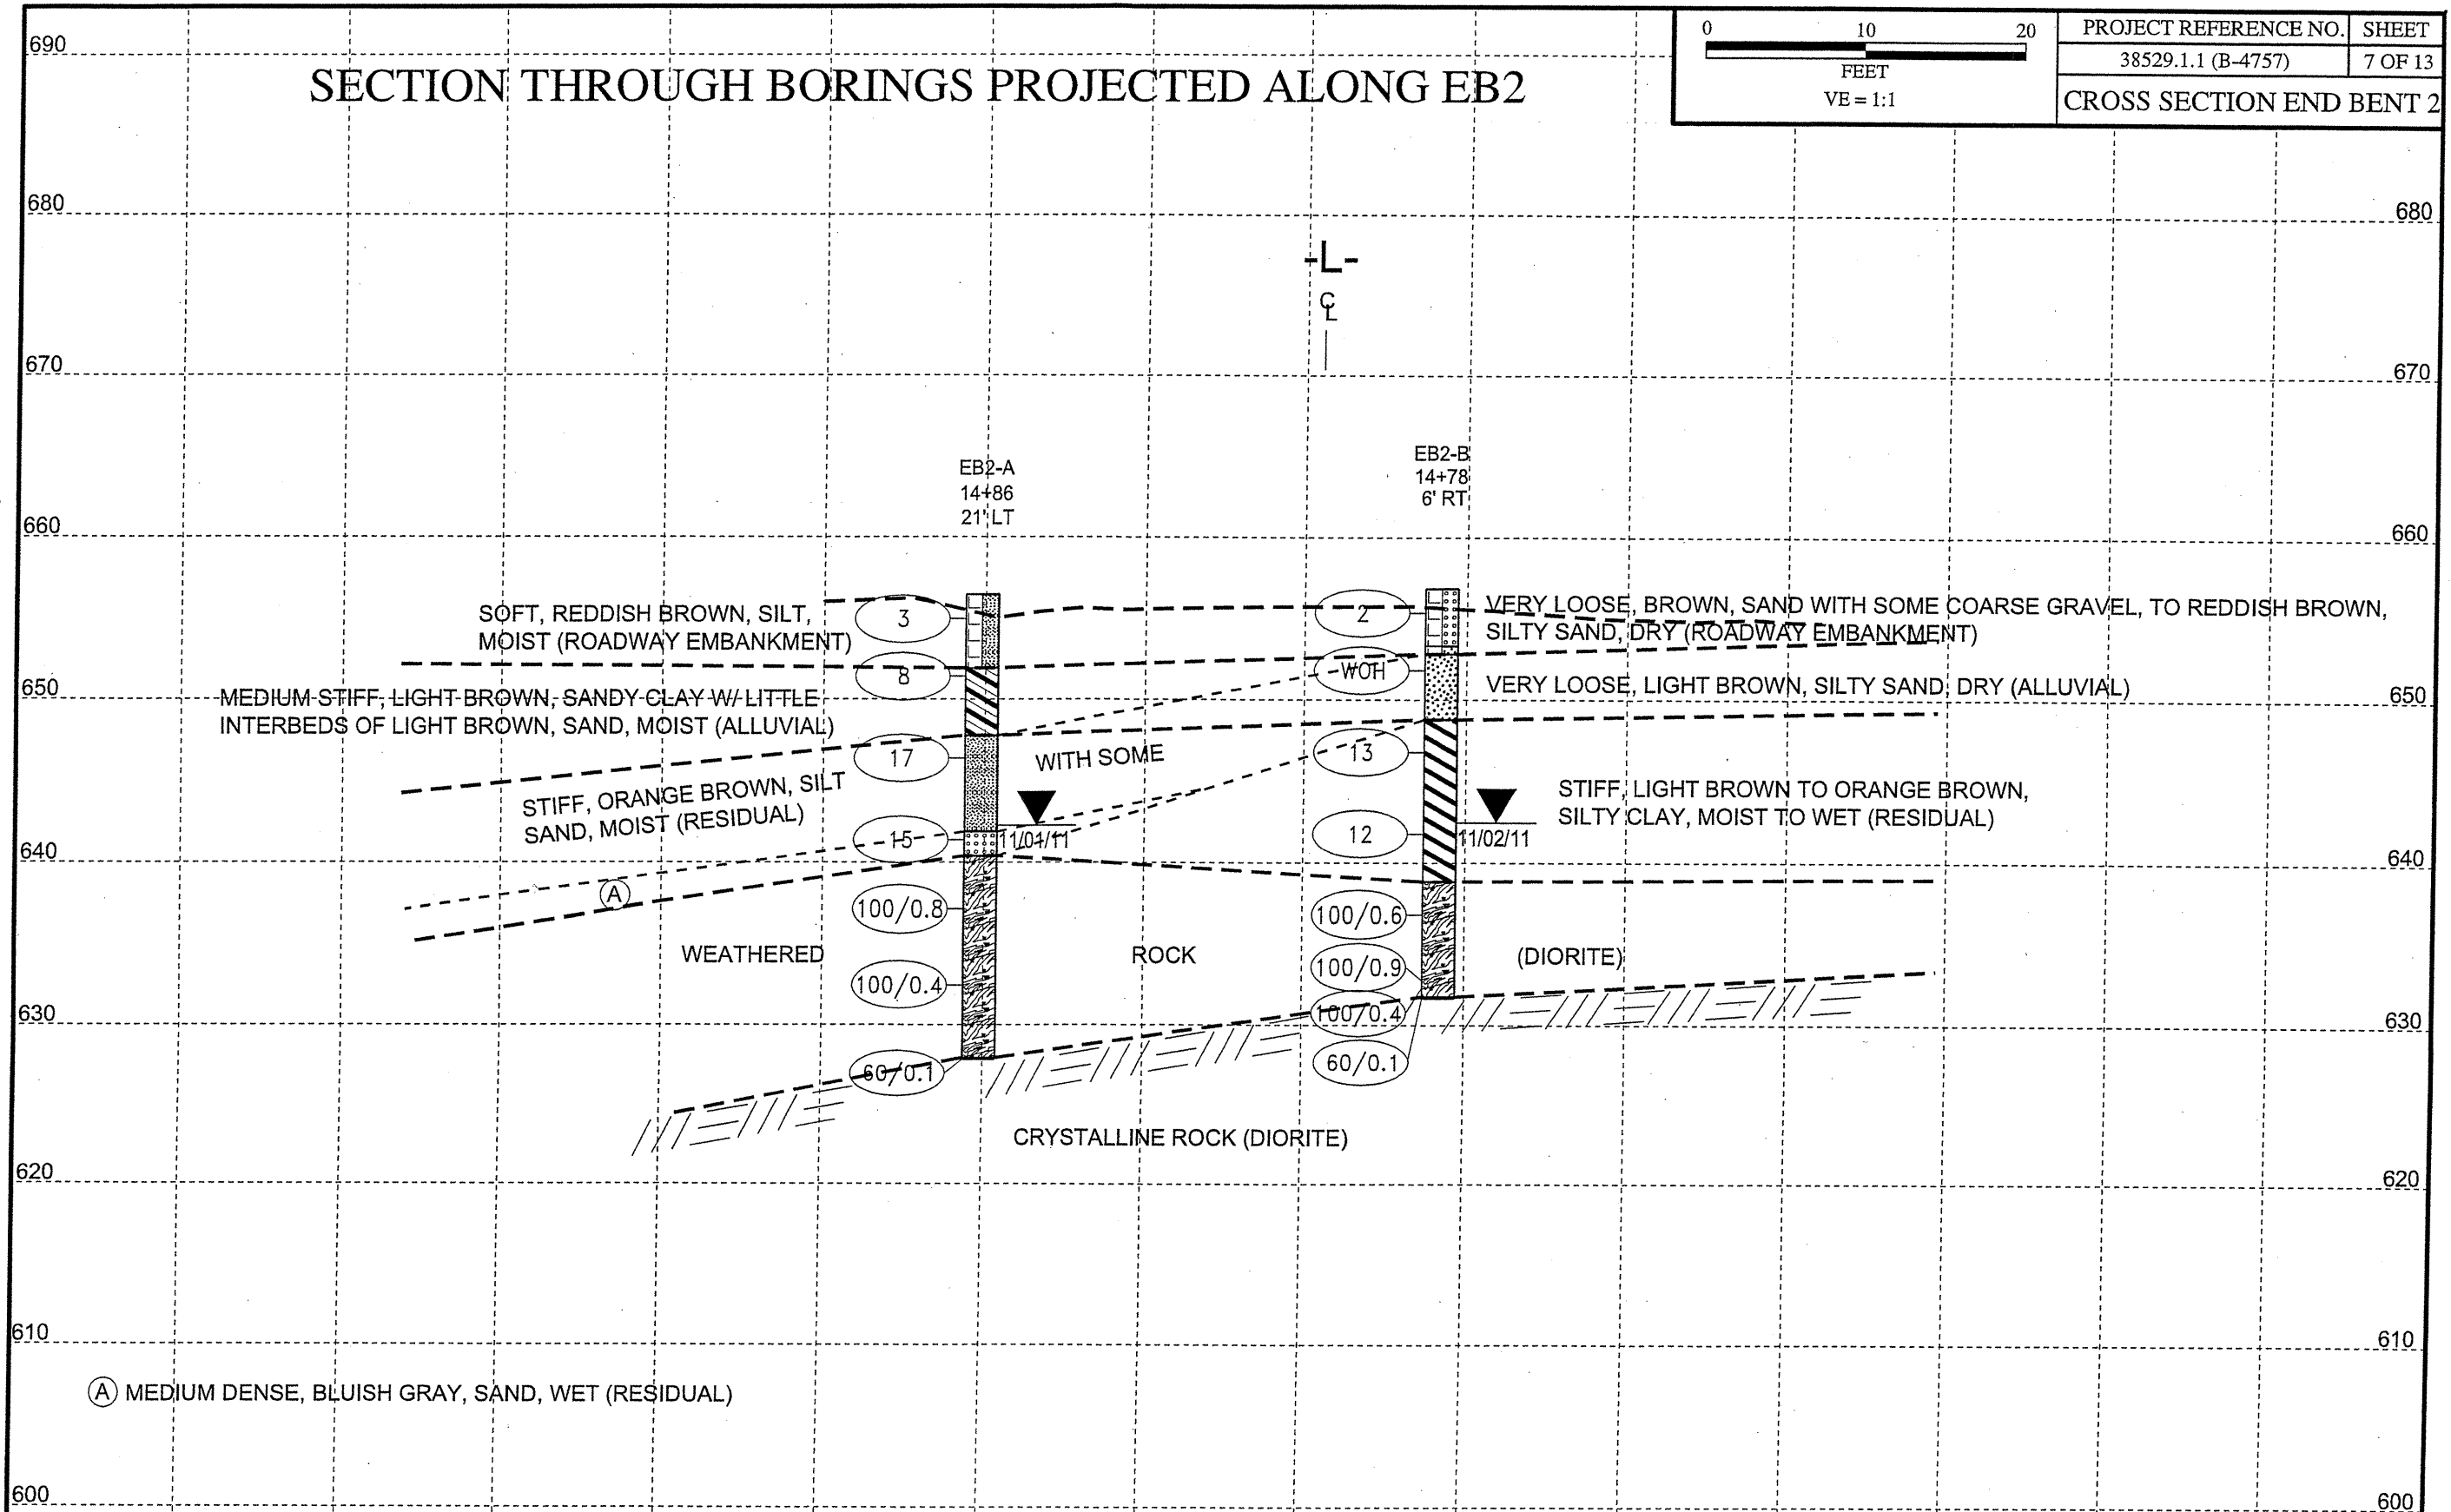 0 10 20
FEET
VE = 1:1
PROJECT REFERENCE NO. SHEET
38529.1.1 (B-4757) 7 OF 13
CROSS SECTION END BENT 2
SECTION THROUGH BORINGS PROJECTED ALONG EB2
690
680 680
-L-
CL
670 670
EB2-A
14+86
21' LT
EB2-B
14+78
6' RT
660 660
SOFT, REDDISH BROWN, SILT,
MOIST (ROADWAY EMBANKMENT)
3
2
VERY LOOSE, BROWN, SAND WITH SOME COARSE GRAVEL, TO REDDISH BROWN,
SILTY SAND, DRY (ROADWAY EMBANKMENT)
8
WOH
650 650
MEDIUM STIFF, LIGHT BROWN, SANDY CLAY W/ LITTLE
INTERBEDS OF LIGHT BROWN, SAND, MOIST (ALLUVIAL)
VERY LOOSE, LIGHT BROWN, SILTY SAND, DRY (ALLUVIAL)
17
WITH SOME
13
STIFF, ORANGE BROWN, SILT
SAND, MOIST (RESIDUAL)
STIFF, LIGHT BROWN TO ORANGE BROWN,
SILTY CLAY, MOIST TO WET (RESIDUAL)
15
11/01/11
12
11/02/11
640 640
A
100/0.8
100/0.6
WEATHERED ROCK (DIORITE)
100/0.4
100/0.9
100/0.4
630 630
60/0.1
60/0.1
CRYSTALLINE ROCK (DIORITE)
620 620
610 610
A MEDIUM DENSE, BLUISH GRAY, SAND, WET (RESIDUAL)
600 600